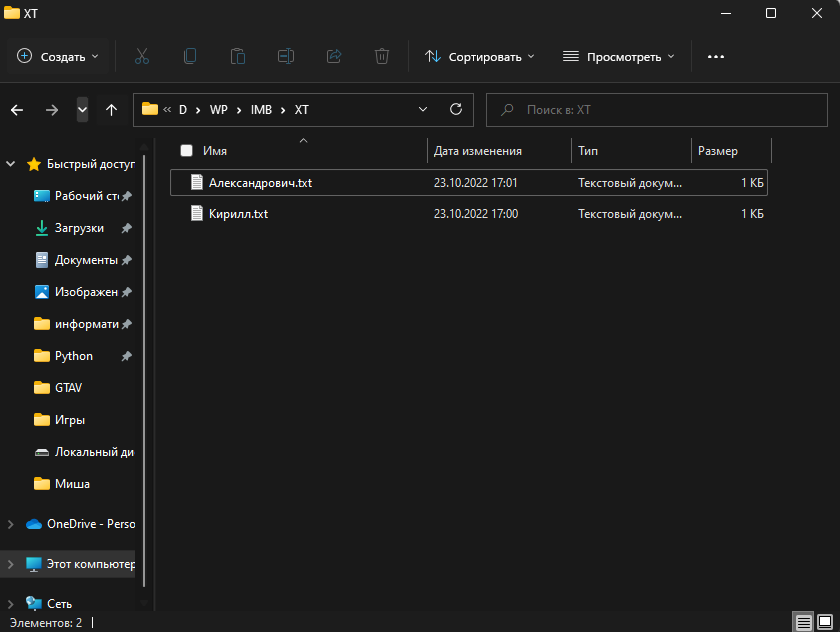 XT
Создать
Сортировать
Просмотреть
« D › WP › IMB › XT
Поиск в: XT
Имя
Дата изменения
Тип
Размер
Александрович.txt
23.10.2022 17:01
Текстовый докум...
1 КБ
Кирилл.txt
23.10.2022 17:00
Текстовый докум...
1 КБ
Быстрый доступ
Рабочий сто
Загрузки
Документы
Изображен
информати
Python
GTAV
Игры
Локальный ди
Миша
OneDrive - Perso
Этот компьютер
Сеть
Элементов: 2